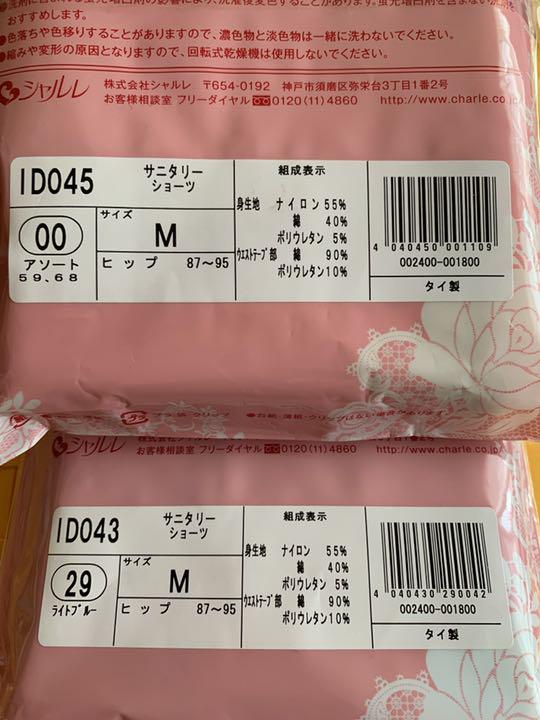 おすすめします。
●色落ちや色移りすることがありますので、濃色物と淡色物は一緒に洗わないでください。
●縮みや変形の原因となりますので、回転式乾燥機は使用しないでください。
シャルレ 株式会社シャルレ 〒654-0192 神戸市須磨区弥栄台3丁目1番2号
お客様相談室 フリーダイヤル 0120(11)4860 http://www.charle.co.jp/
ID045 サニタリーショーツ
00
アソート
59、68
サイズ
M
ヒップ 87〜95
組成表示
身生地 ナイロン 55%
綿 40%
ポリウレタン 5%
ウエストテープ部 綿 90%
ポリウレタン10%
4 040450 001109
002400-001800
タイ製
シャルレ 株式会社シャルレ
お客様相談室 フリーダイヤル 0120(11)4860 http://www.charle.co.jp/
ID043 サニタリーショーツ
29
ライトブルー
サイズ
M
ヒップ 87〜95
組成表示
身生地 ナイロン 55%
綿 40%
ポリウレタン 5%
ウエストテープ部 綿 90%
ポリウレタン10%
4 040430 290042
002400-001800
タイ製